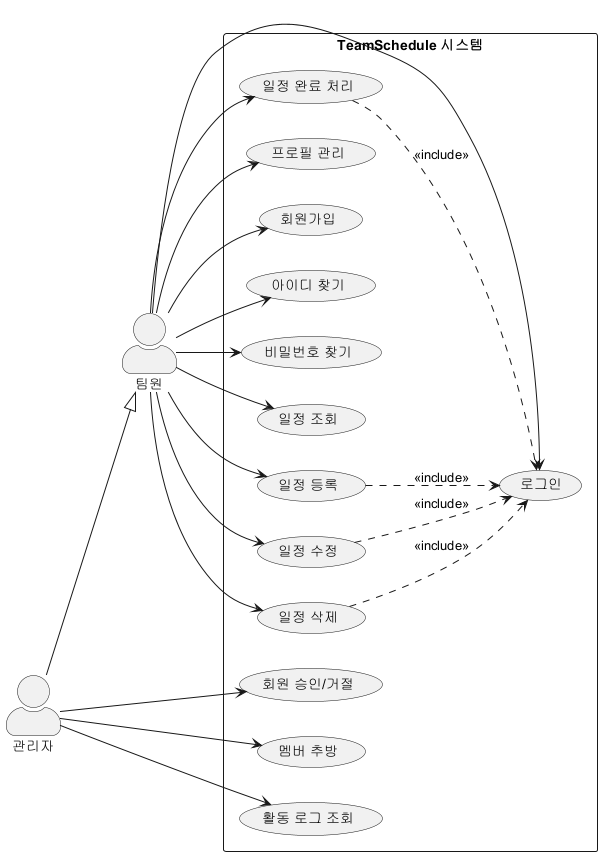 TeamSchedule 시스템
일정 완료 처리
«include»
프로필 관리
회원가입
아이디 찾기
비밀번호 찾기
팀원
일정 조회
일정 등록
«include»
로그인
«include»
일정 수정
«include»
일정 삭제
회원 승인/거절
관리자
멤버 추방
활동 로그 조회